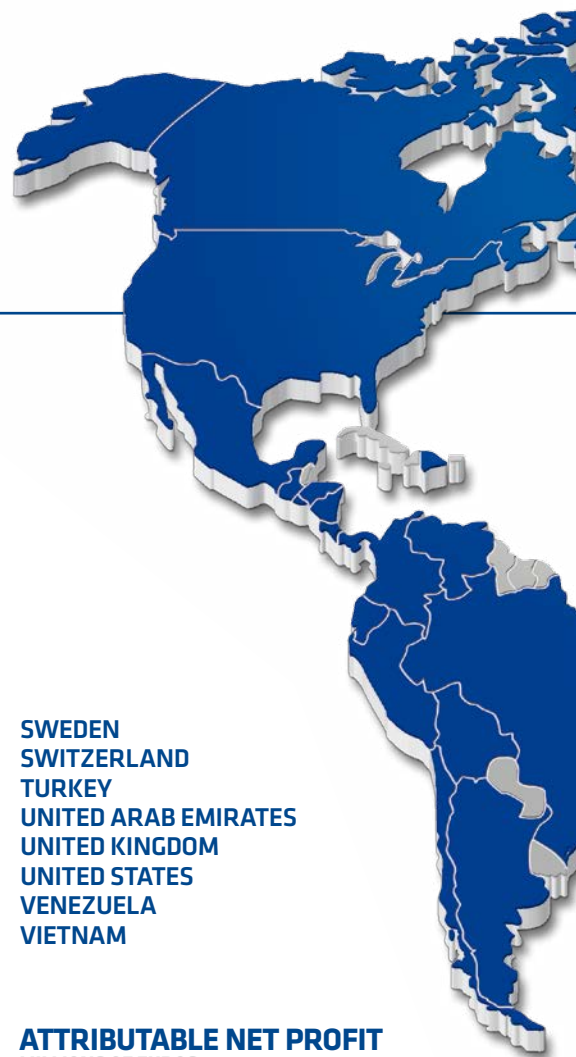 SWEDEN
SWITZERLAND
TURKEY
UNITED ARAB EMIRATES
UNITED KINGDOM
UNITED STATES
VENEZUELA
VIETNAM
ATTRIBUTABLE NET PROFIT